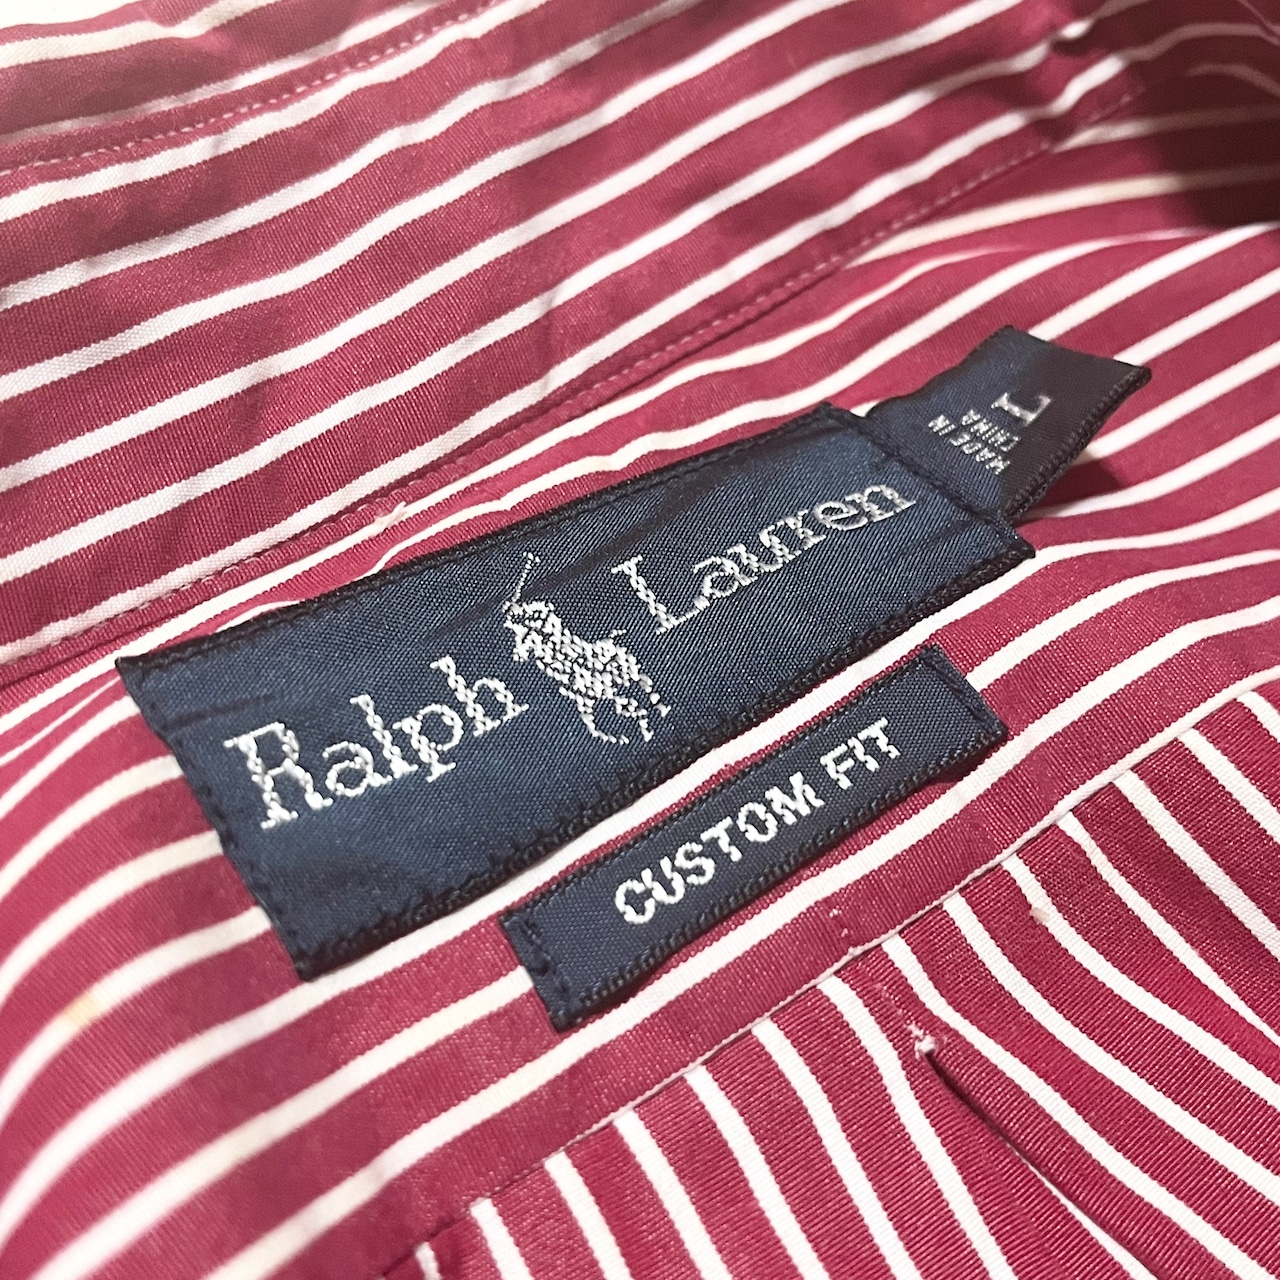 Ralph Lauren
L
MADE IN
CHINA
CUSTOM FIT